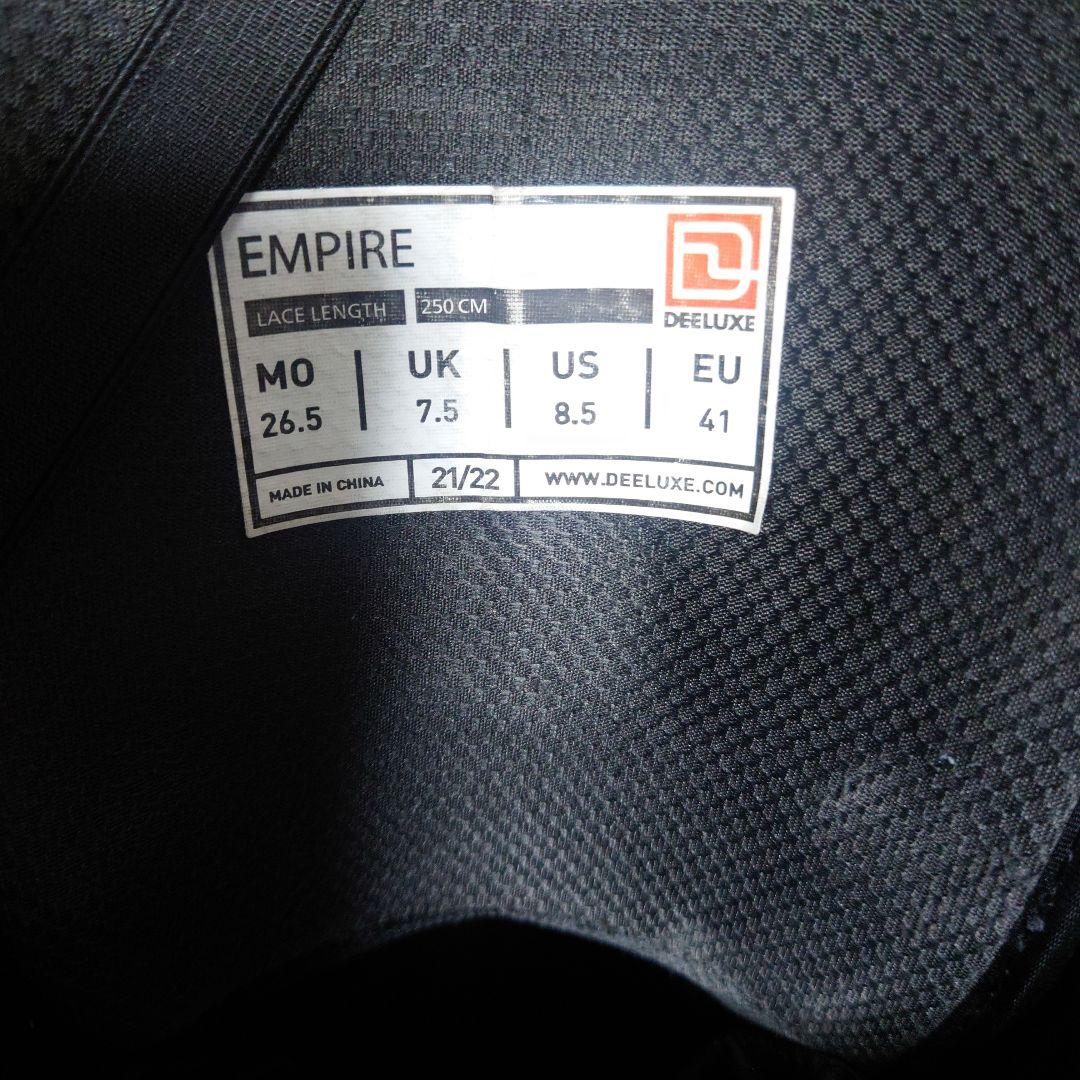 EMPIRE
LACE LENGTH 250 CM
DEELUXE
MO UK US EU
26.5 7.5 8.5 41
MADE IN CHINA 21/22 WWW.DEELUXE.COM